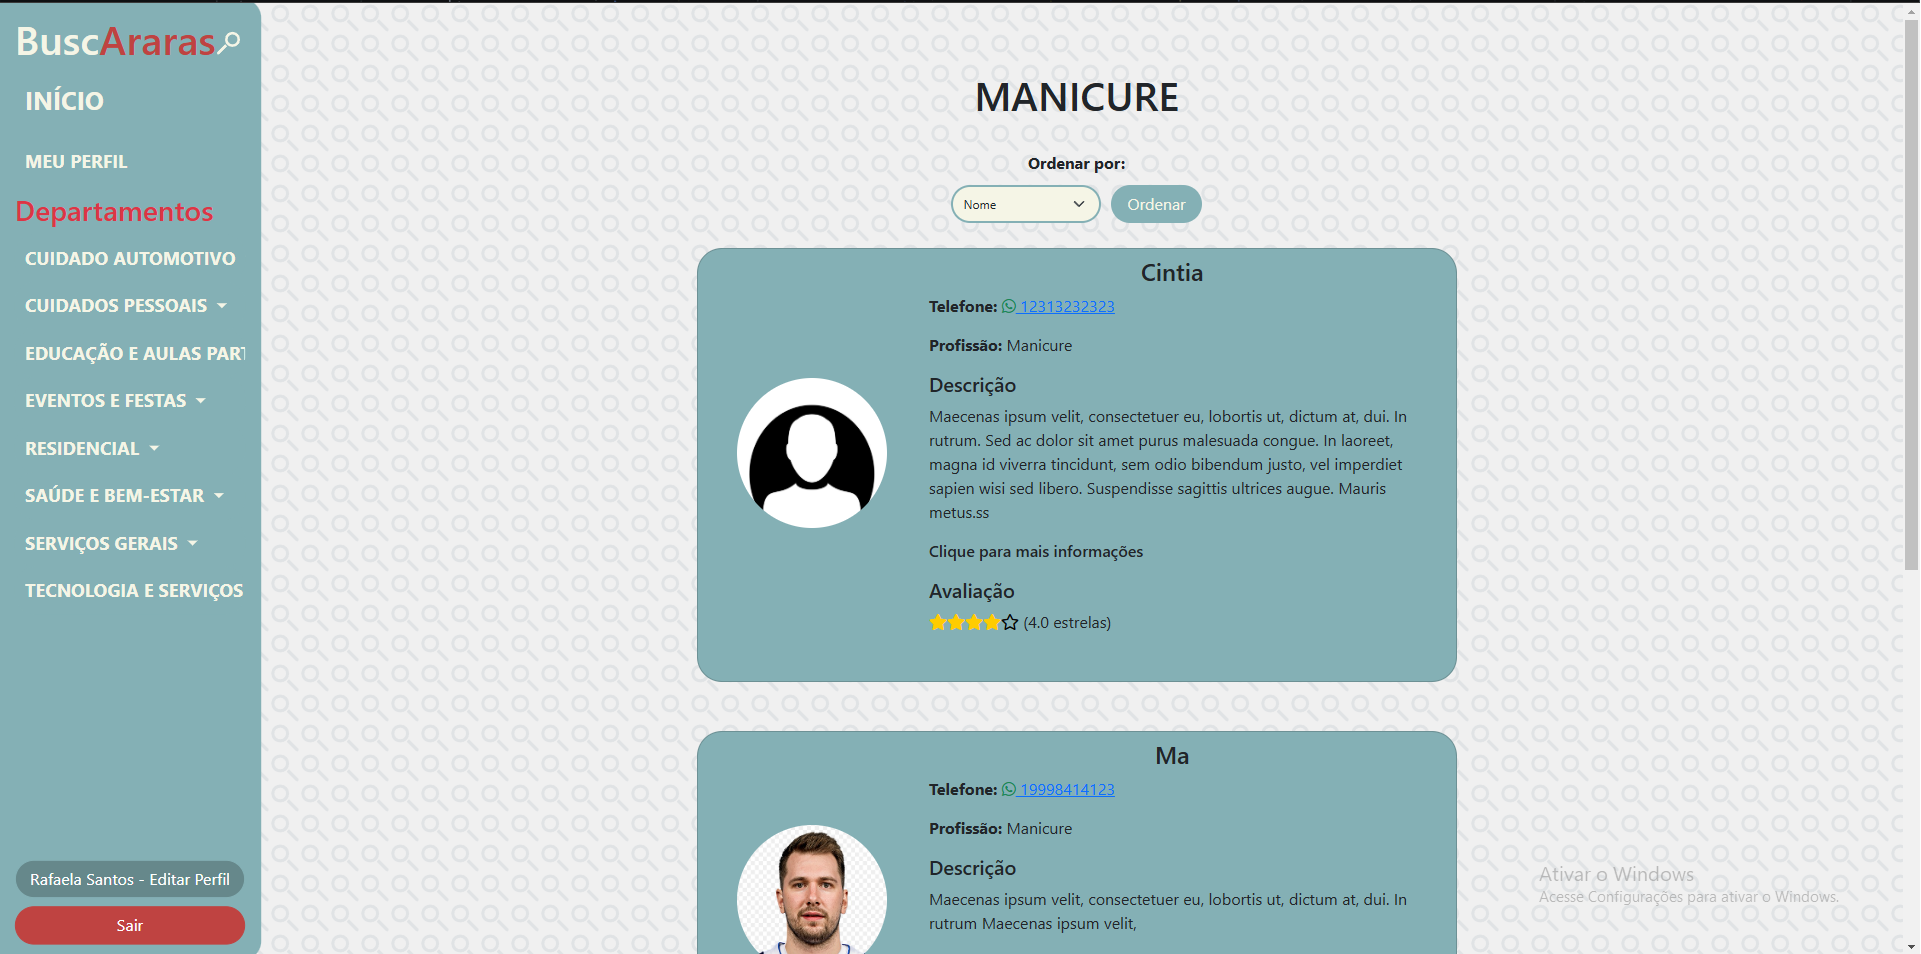 BuscAraras
INÍCIO
MEU PERFIL
Departamentos
CUIDADO AUTOMOTIVO
CUIDADOS PESSOAIS
EDUCAÇÃO E AULAS PART
EVENTOS E FESTAS
RESIDENCIAL
SAÚDE E BEM-ESTAR
SERVIÇOS GERAIS
TECNOLOGIA E SERVIÇOS
Rafaela Santos - Editar Perfil
Sair
MANICURE
Ordenar por:
Nome
Ordenar
Cintia
Telefone: 12313232323
Profissão: Manicure
Descrição
Maecenas ipsum velit, consectetuer eu, lobortis ut, dictum at, dui. In
rutrum. Sed ac dolor sit amet purus malesuada congue. In laoreet,
magna id viverra tincidunt, sem odio bibendum justo, vel imperdiet
sapien wisi sed libero. Suspendisse sagittis ultrices augue. Mauris
metus.ss
Clique para mais informações
Avaliação
(4.0 estrelas)
Ma
Telefone: 19998414123
Profissão: Manicure
Descrição
Maecenas ipsum velit, consectetuer eu, lobortis ut, dictum at, dui. In
rutrum Maecenas ipsum velit,
Ativar o Windows
Acesse Configurações para ativar o Windows.